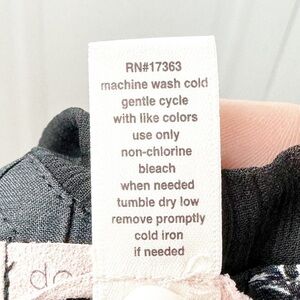 RN#17363
machine wash cold
gentle cycle
with like colors
use only
non-chlorine
bleach
when needed
tumble dry low
remove promptly
cold iron
if needed